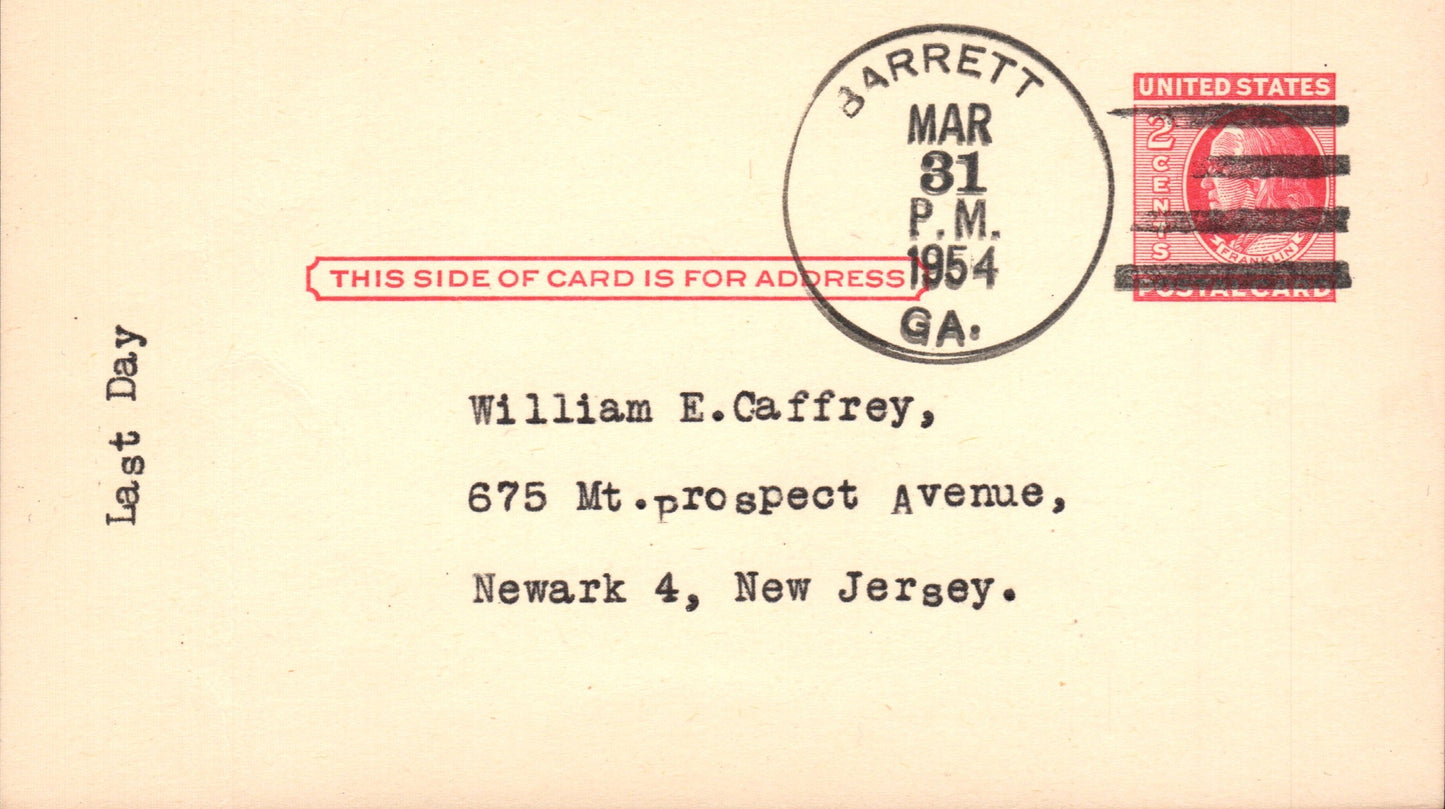 BARRETT
MAR
31
P.M.
1954
GA.
UNITED STATES
2 CENTS
FRANKLIN
POSTAL CARD
THIS SIDE OF CARD IS FOR ADDRESS
Last Day
William E.Caffrey,
675 Mt.prospect Avenue,
Newark 4, New Jersey.